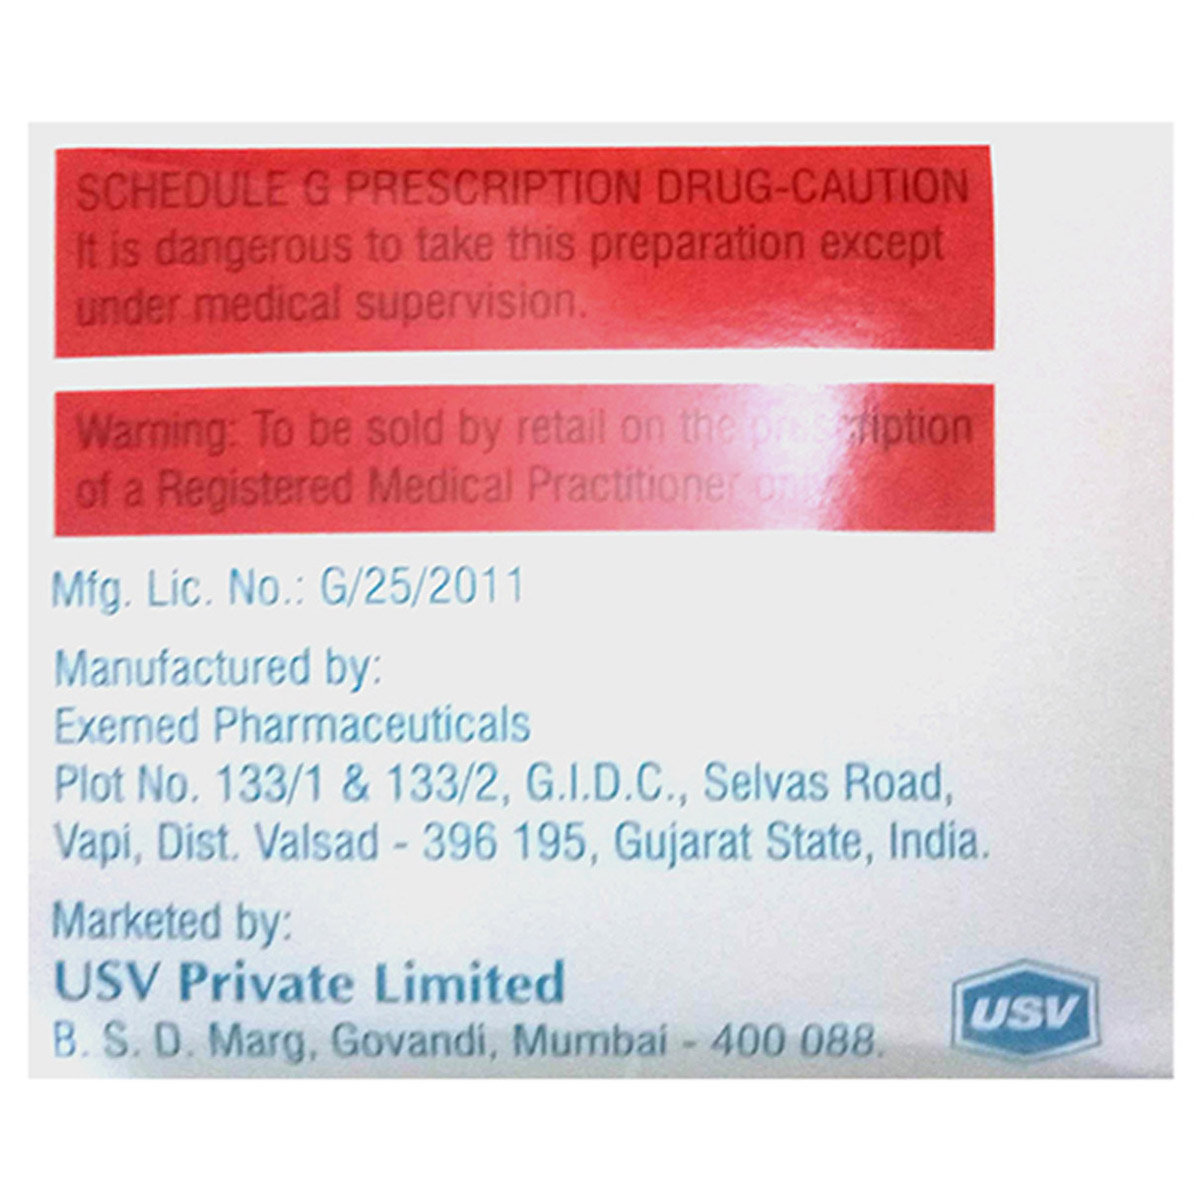 SCHEDULE G PRESCRIPTION DRUG-CAUTION
It is dangerous to take this preparation except
under medical supervision.
Warning: To be sold by retail on the prescription
of a Registered Medical Practitioner only.
Mfg. Lic. No.: G/25/2011
Manufactured by:
Exemed Pharmaceuticals
Plot No. 133/1 & 133/2, G.I.D.C., Selvas Road,
Vapi, Dist. Valsad - 396 195, Gujarat State, India.
Marketed by:
USV Private Limited
B. S. D. Marg, Govandi, Mumbai - 400 088.
USV